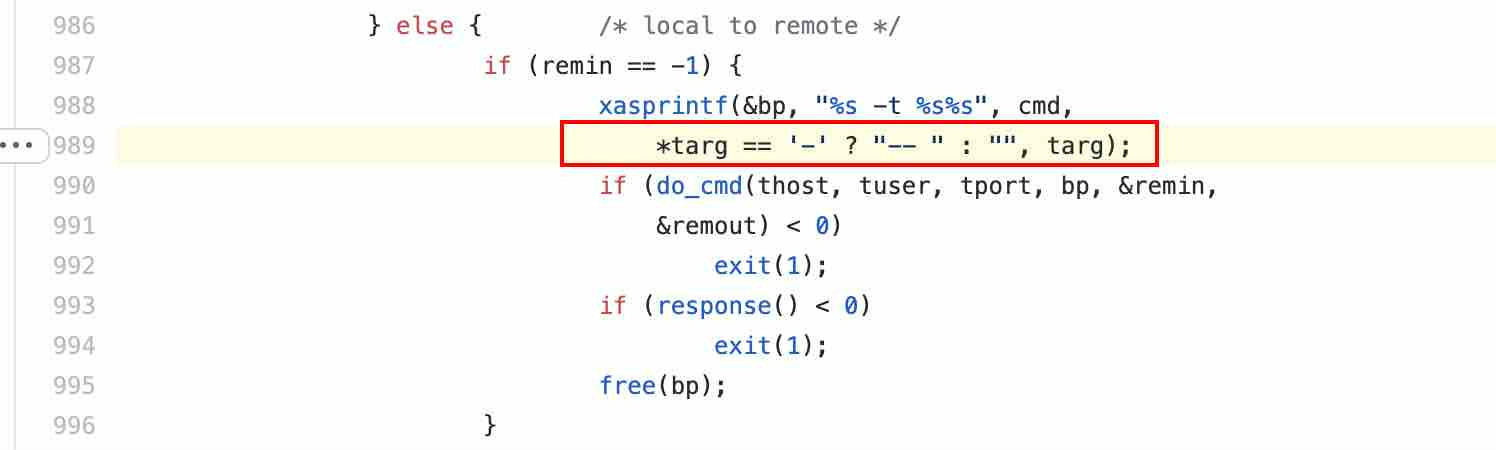 986 } else { /* local to remote */
987 if (remin == -1) {
988 xasprintf(&bp, "%s -t %s%s", cmd,
••• 989 *targ == '-' ? "-- " : "", targ);
990 if (do_cmd(thost, tuser, tport, bp, &remin,
991 &remout) < 0)
992 exit(1);
993 if (response() < 0)
994 exit(1);
995 free(bp);
996 }